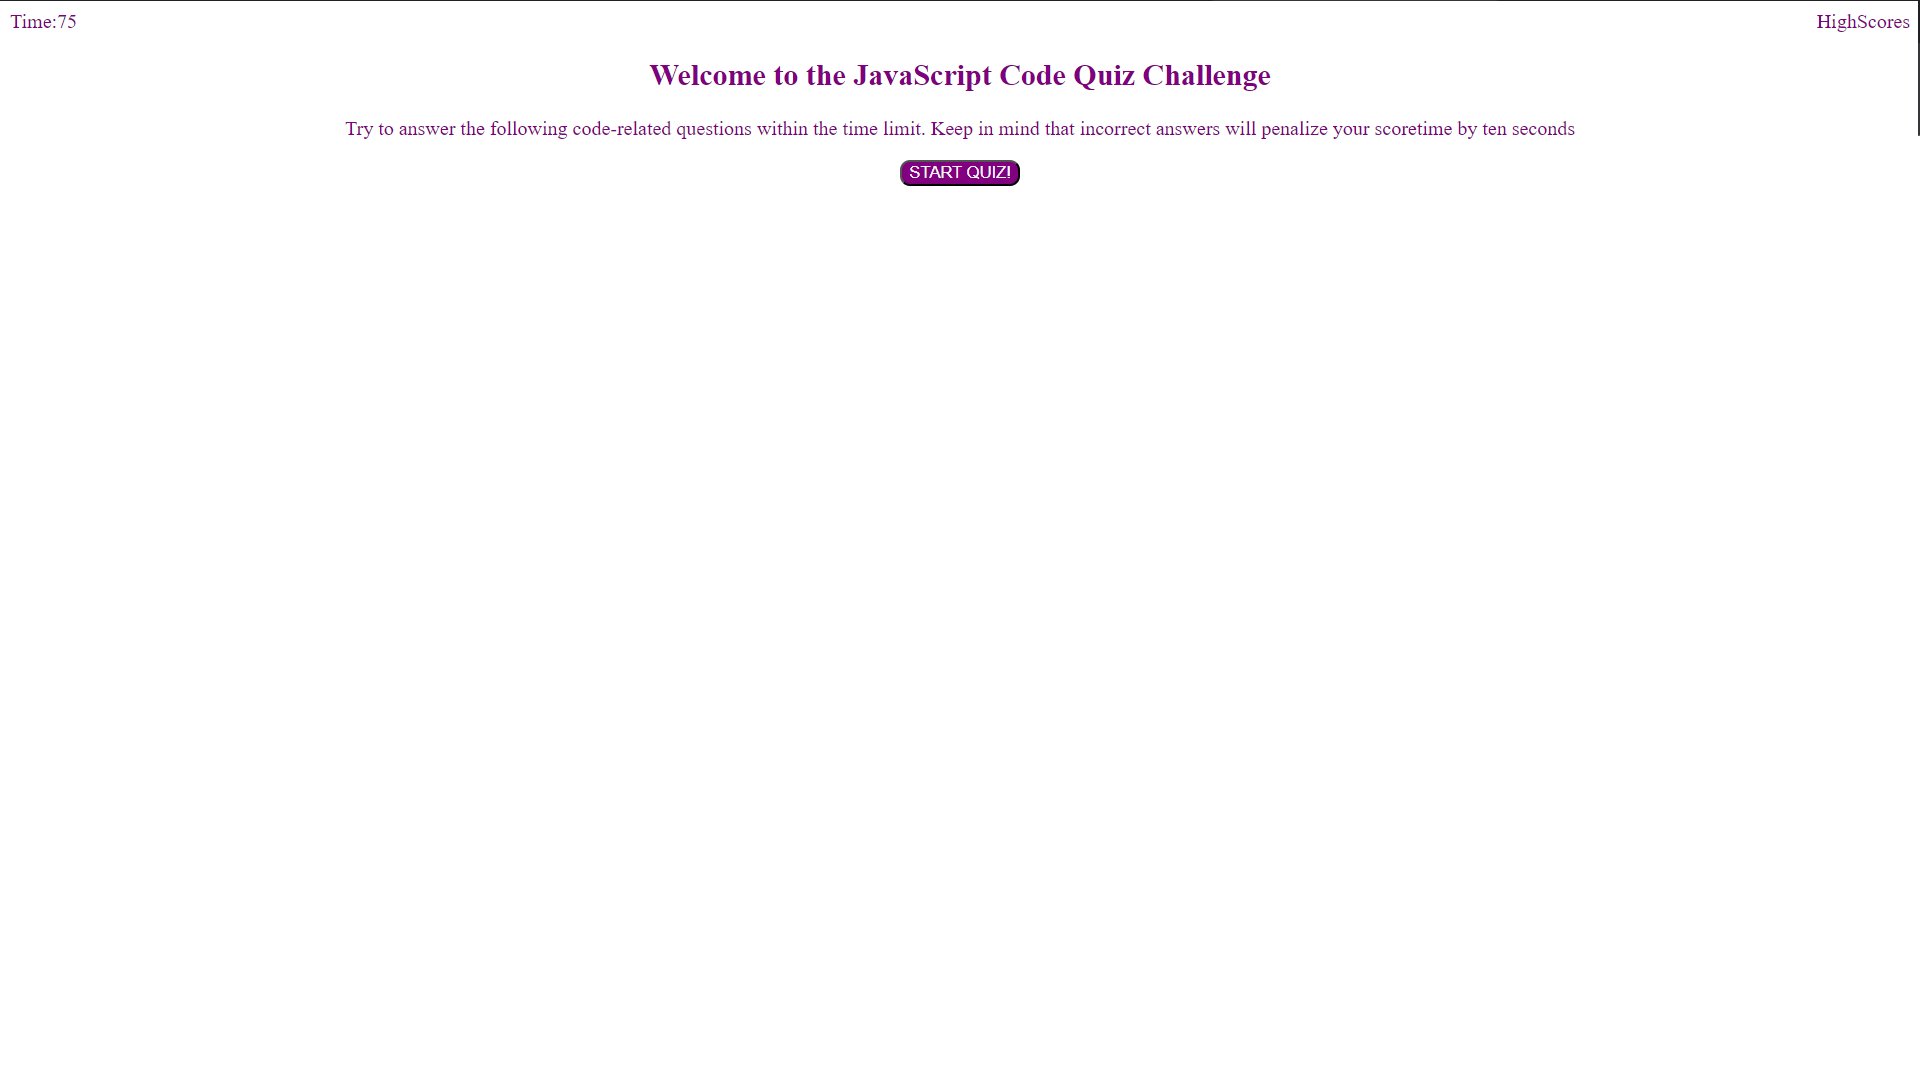 Time:75
HighScores
Welcome to the JavaScript Code Quiz Challenge
Try to answer the following code-related questions within the time limit. Keep in mind that incorrect answers will penalize your scoretime by ten seconds
START QUIZ!